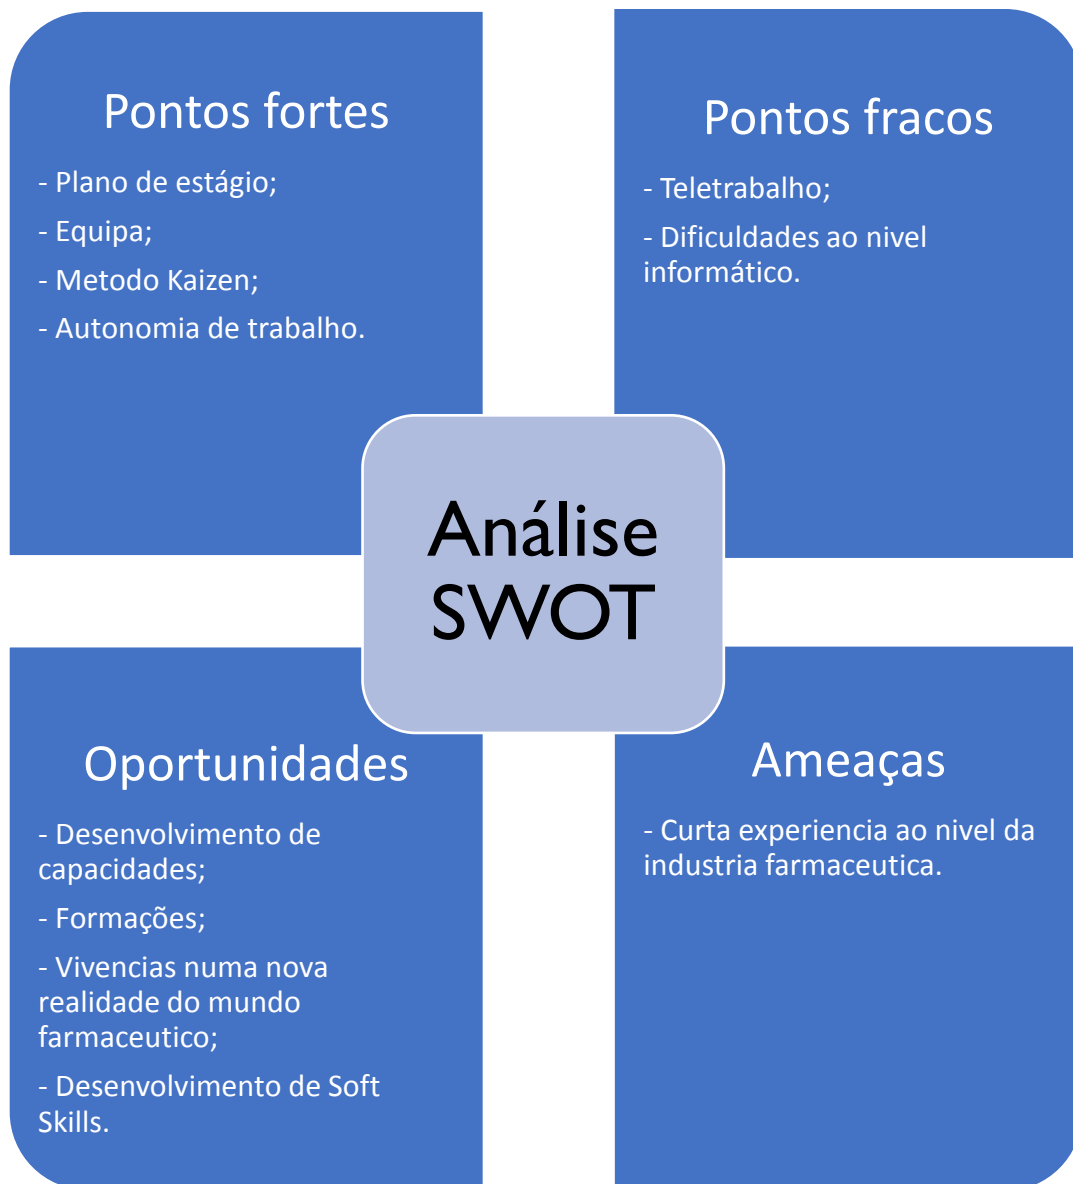 Pontos fortes
- Plano de estágio;
- Equipa;
- Metodo Kaizen;
- Autonomia de trabalho.
Pontos fracos
- Teletrabalho;
- Dificuldades ao nivel
informático.
Análise
SWOT
Oportunidades
- Desenvolvimento de
capacidades;
- Formações;
- Vivencias numa nova
realidade do mundo
farmaceutico;
- Desenvolvimento de Soft
Skills.
Ameaças
- Curta experiencia ao nivel da
industria farmaceutica.